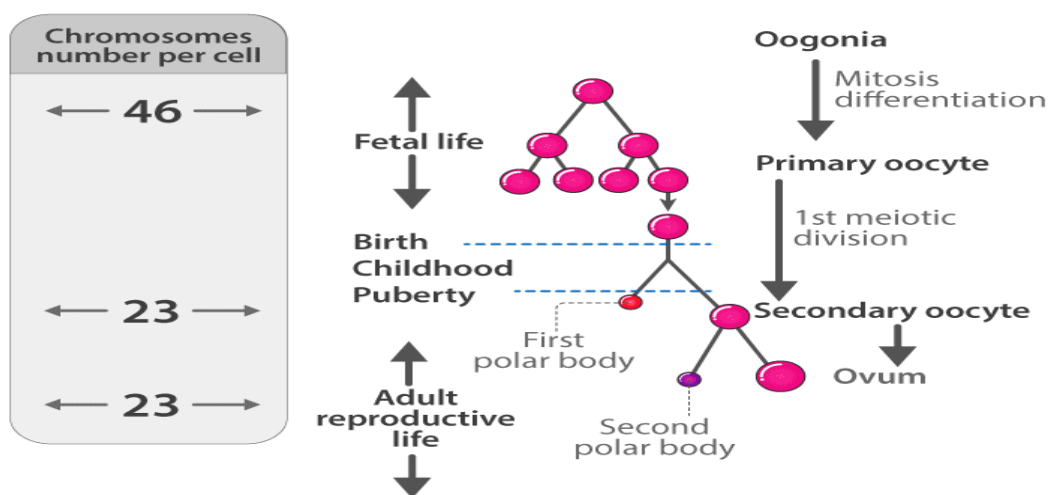 Chromosomes
number per cell
46
23
23
Fetal life
Birth
Childhood
Puberty
Adult
reproductive
life
First
polar body
Second
polar body
Oogonia
Mitosis
differentiation
Primary oocyte
1st meiotic
division
Secondary oocyte
Ovum